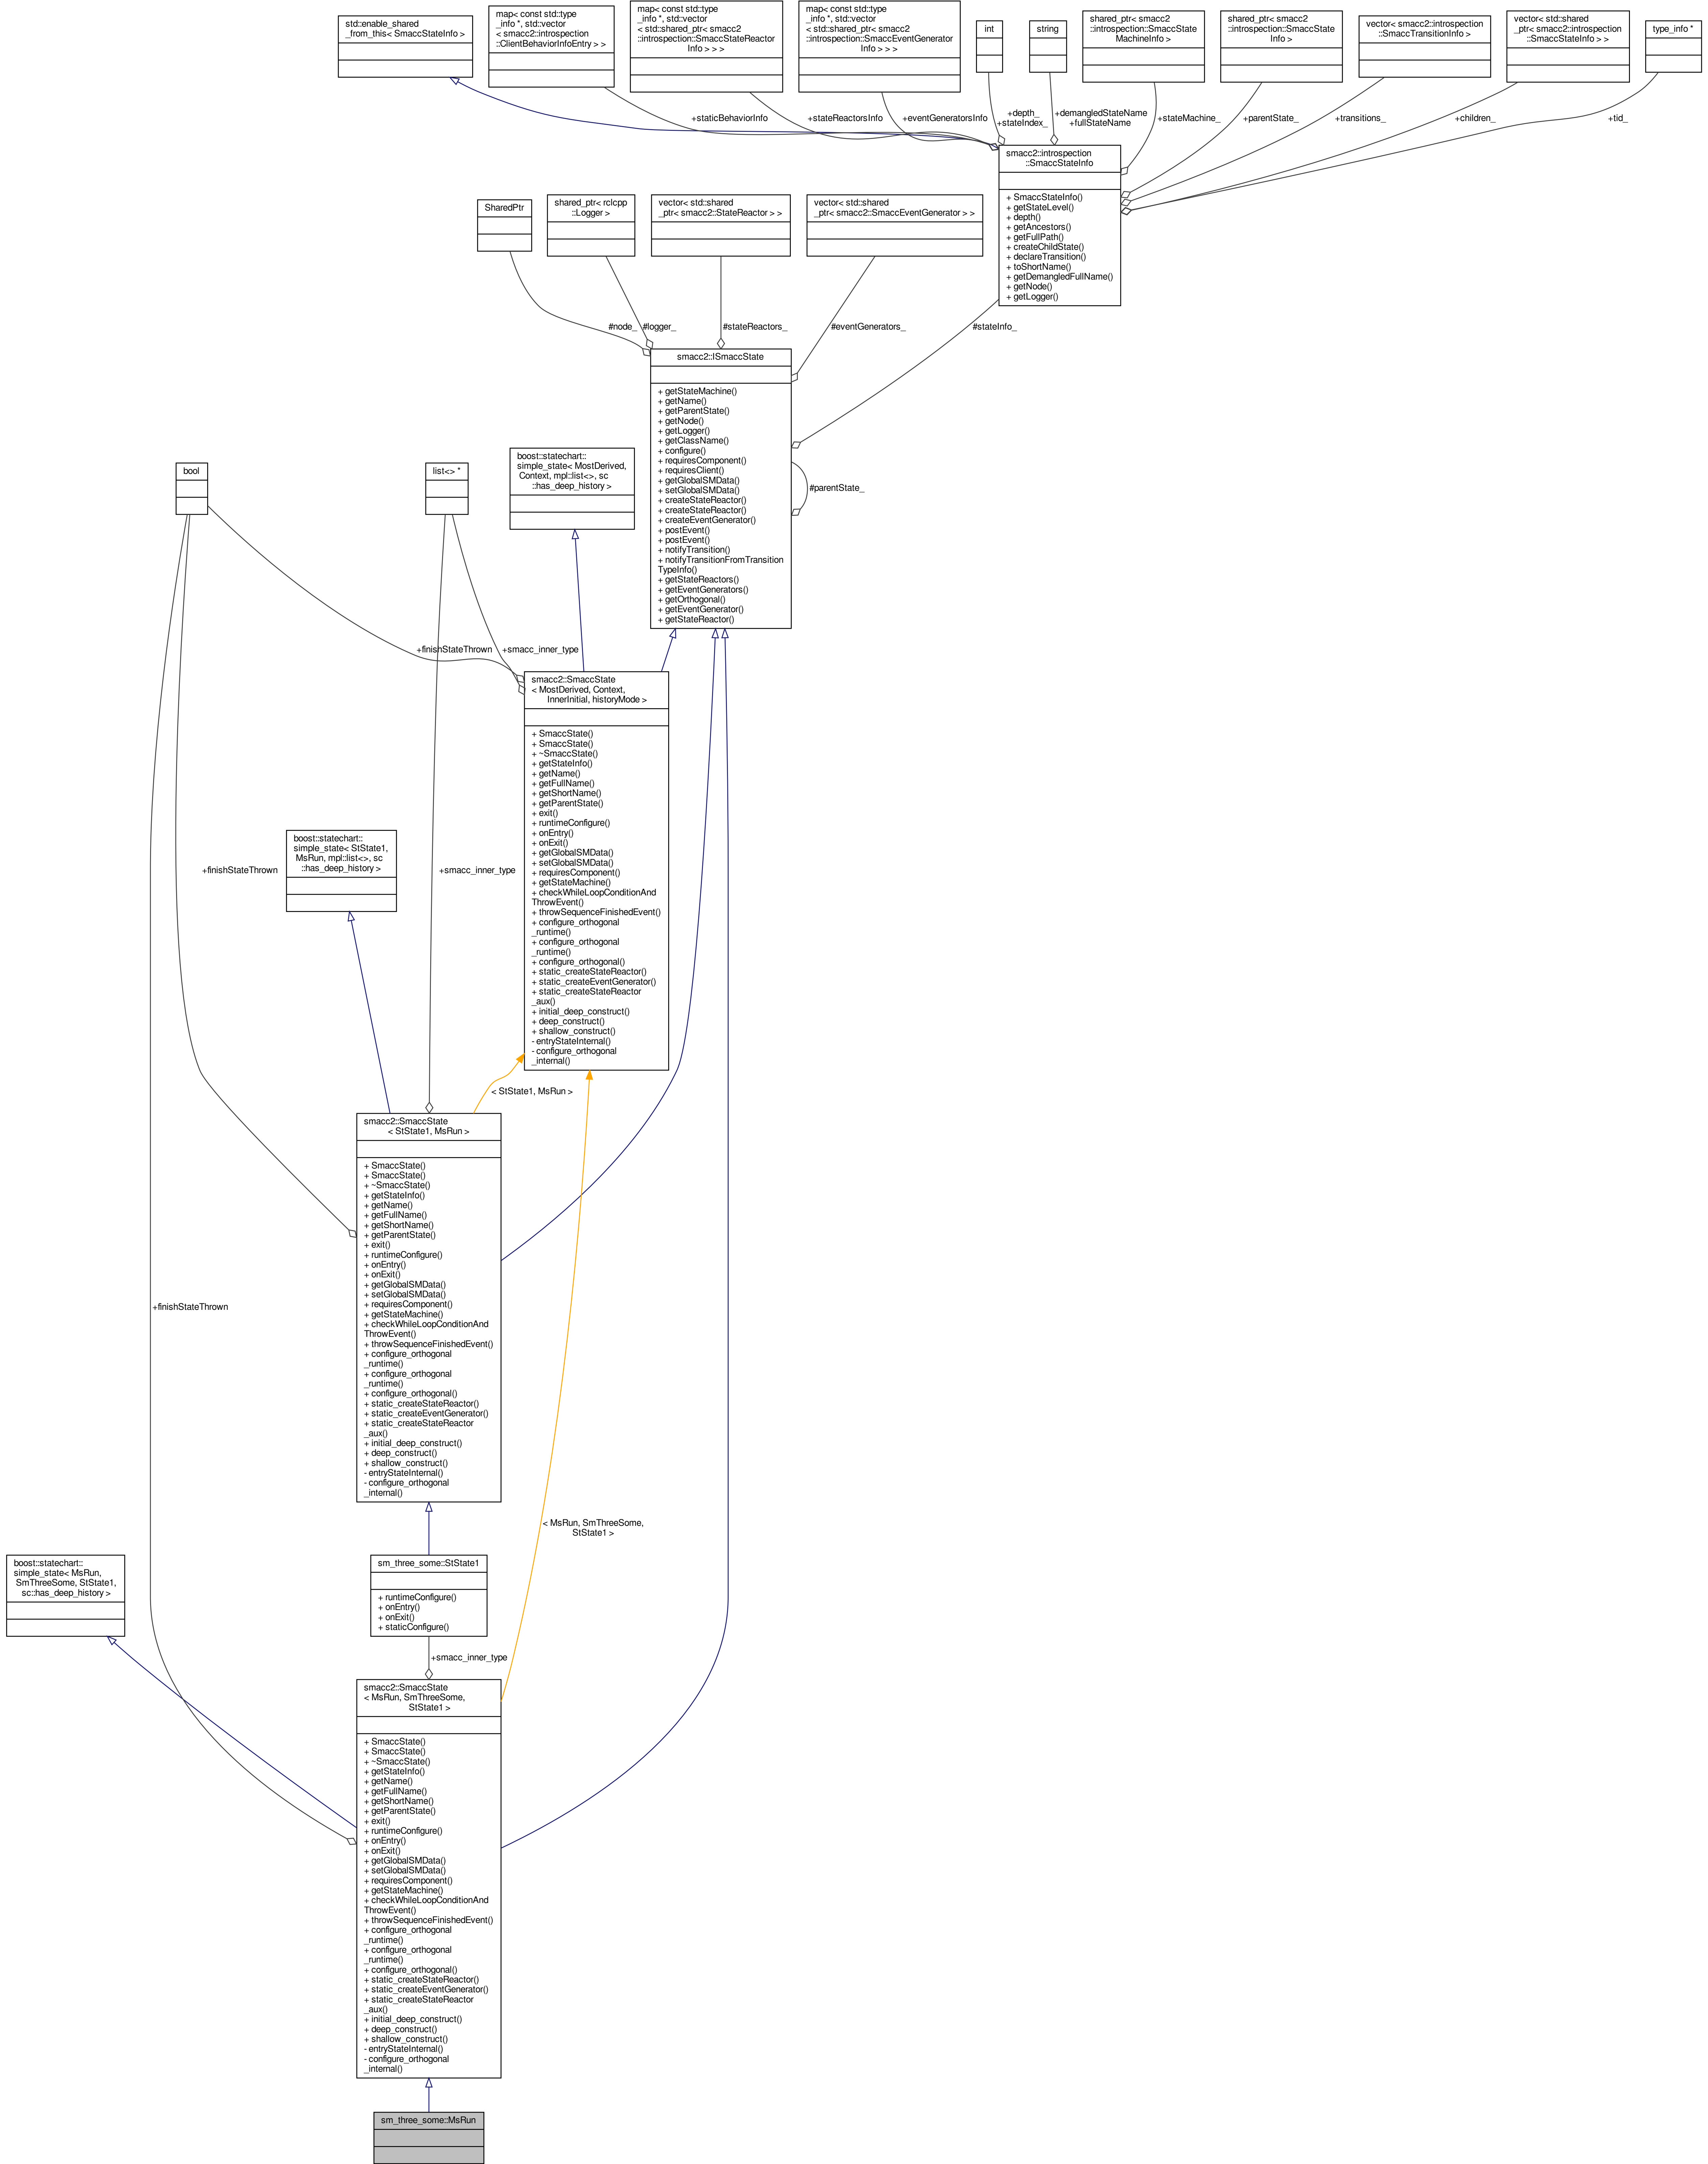 std::enable_shared
_from_this< SmaccStateInfo >
map< const std::type
_info *, std::vector
< smacc2::introspection
::ClientBehaviorInfoEntry > >
map< const std::type
_info *, std::vector
< std::shared_ptr< smacc2
::introspection::SmaccStateReactor
Info > > >
map< const std::type
_info *, std::vector
< std::shared_ptr< smacc2
::introspection::SmaccEventGenerator
Info > > >
int
string
shared_ptr< smacc2
::introspection::SmaccState
MachineInfo >
shared_ptr< smacc2
::introspection::SmaccState
Info >
vector< smacc2::introspection
::SmaccTransitionInfo >
vector< std::shared
_ptr< smacc2::introspection
::SmaccStateInfo > >
type_info *
+staticBehaviorInfo
+stateReactorsInfo
+eventGeneratorsInfo
+depth_
+stateIndex_
+demangledStateName
+fullStateName
+stateMachine_
+parentState_
+transitions_
+children_
+tid_
smacc2::introspection
::SmaccStateInfo
+ SmaccStateInfo()
+ getStateLevel()
+ depth()
+ getAncestors()
+ getFullPath()
+ createChildState()
+ declareTransition()
+ toShortName()
+ getDemangledFullName()
+ getNode()
+ getLogger()
SharedPtr
shared_ptr< rclcpp
::Logger >
vector< std::shared
_ptr< smacc2::StateReactor > >
vector< std::shared
_ptr< smacc2::SmaccEventGenerator > >
#node_
#logger_
#stateReactors_
#eventGenerators_
#stateInfo_
smacc2::ISmaccState
+ getStateMachine()
+ getName()
+ getParentState()
+ getNode()
+ getLogger()
+ getClassName()
+ configure()
+ requiresComponent()
+ requiresClient()
+ getGlobalSMData()
+ setGlobalSMData()
+ createStateReactor()
+ createStateReactor()
+ createEventGenerator()
+ postEvent()
+ postEvent()
+ notifyTransition()
+ notifyTransitionFromTransition
TypeInfo()
+ getStateReactors()
+ getEventGenerators()
+ getOrthogonal()
+ getEventGenerator()
+ getStateReactor()
#parentState_
bool
list<> *
boost::statechart::
simple_state< MostDerived,
Context, mpl::list<>, sc
::has_deep_history >
+finishStateThrown
+smacc_inner_type
smacc2::SmaccState
< MostDerived, Context,
InnerInitial, historyMode >
+ SmaccState()
+ SmaccState()
+ ~SmaccState()
+ getStateInfo()
+ getName()
+ getFullName()
+ getShortName()
+ getParentState()
+ exit()
+ runtimeConfigure()
+ onEntry()
+ onExit()
+ getGlobalSMData()
+ setGlobalSMData()
+ requiresComponent()
+ getStateMachine()
+ checkWhileLoopConditionAnd
ThrowEvent()
+ throwSequenceFinishedEvent()
+ configure_orthogonal
_runtime()
+ configure_orthogonal
_runtime()
+ configure_orthogonal()
+ static_createStateReactor()
+ static_createEventGenerator()
+ static_createStateReactor
_aux()
+ initial_deep_construct()
+ deep_construct()
+ shallow_construct()
- entryStateInternal()
- configure_orthogonal
_internal()
boost::statechart::
simple_state< StState1,
MsRun, mpl::list<>, sc
::has_deep_history >
+finishStateThrown
+smacc_inner_type
< StState1, MsRun >
smacc2::SmaccState
< StState1, MsRun >
+ SmaccState()
+ SmaccState()
+ ~SmaccState()
+ getStateInfo()
+ getName()
+ getFullName()
+ getShortName()
+ getParentState()
+ exit()
+ runtimeConfigure()
+ onEntry()
+ onExit()
+ getGlobalSMData()
+ setGlobalSMData()
+ requiresComponent()
+ getStateMachine()
+ checkWhileLoopConditionAnd
ThrowEvent()
+ throwSequenceFinishedEvent()
+ configure_orthogonal
_runtime()
+ configure_orthogonal
_runtime()
+ configure_orthogonal()
+ static_createStateReactor()
+ static_createEventGenerator()
+ static_createStateReactor
_aux()
+ initial_deep_construct()
+ deep_construct()
+ shallow_construct()
- entryStateInternal()
- configure_orthogonal
_internal()
+finishStateThrown
< MsRun, SmThreeSome,
StState1 >
boost::statechart::
simple_state< MsRun,
SmThreeSome, StState1,
sc::has_deep_history >
sm_three_some::StState1
+ runtimeConfigure()
+ onEntry()
+ onExit()
+ staticConfigure()
+smacc_inner_type
smacc2::SmaccState
< MsRun, SmThreeSome,
StState1 >
+ SmaccState()
+ SmaccState()
+ ~SmaccState()
+ getStateInfo()
+ getName()
+ getFullName()
+ getShortName()
+ getParentState()
+ exit()
+ runtimeConfigure()
+ onEntry()
+ onExit()
+ getGlobalSMData()
+ setGlobalSMData()
+ requiresComponent()
+ getStateMachine()
+ checkWhileLoopConditionAnd
ThrowEvent()
+ throwSequenceFinishedEvent()
+ configure_orthogonal
_runtime()
+ configure_orthogonal
_runtime()
+ configure_orthogonal()
+ static_createStateReactor()
+ static_createEventGenerator()
+ static_createStateReactor
_aux()
+ initial_deep_construct()
+ deep_construct()
+ shallow_construct()
- entryStateInternal()
- configure_orthogonal
_internal()
sm_three_some::MsRun